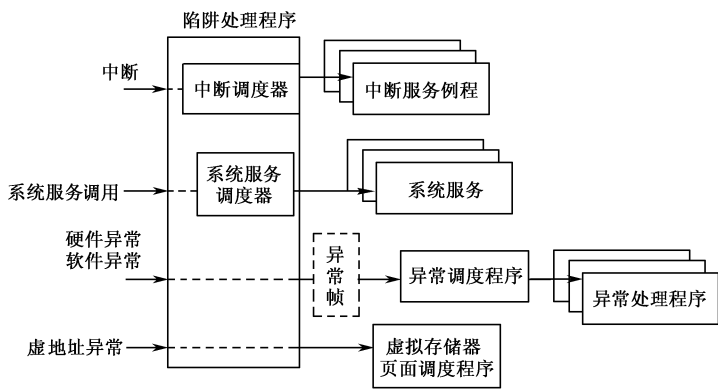 陷阱处理程序
中断
中断调度器
中断服务例程
系统服务调用
系统服务
调度器
系统服务
硬件异常
软件异常
异
常
帧
异常调度程序
异常处理程序
虚地址异常
虚拟存储器
页面调度程序